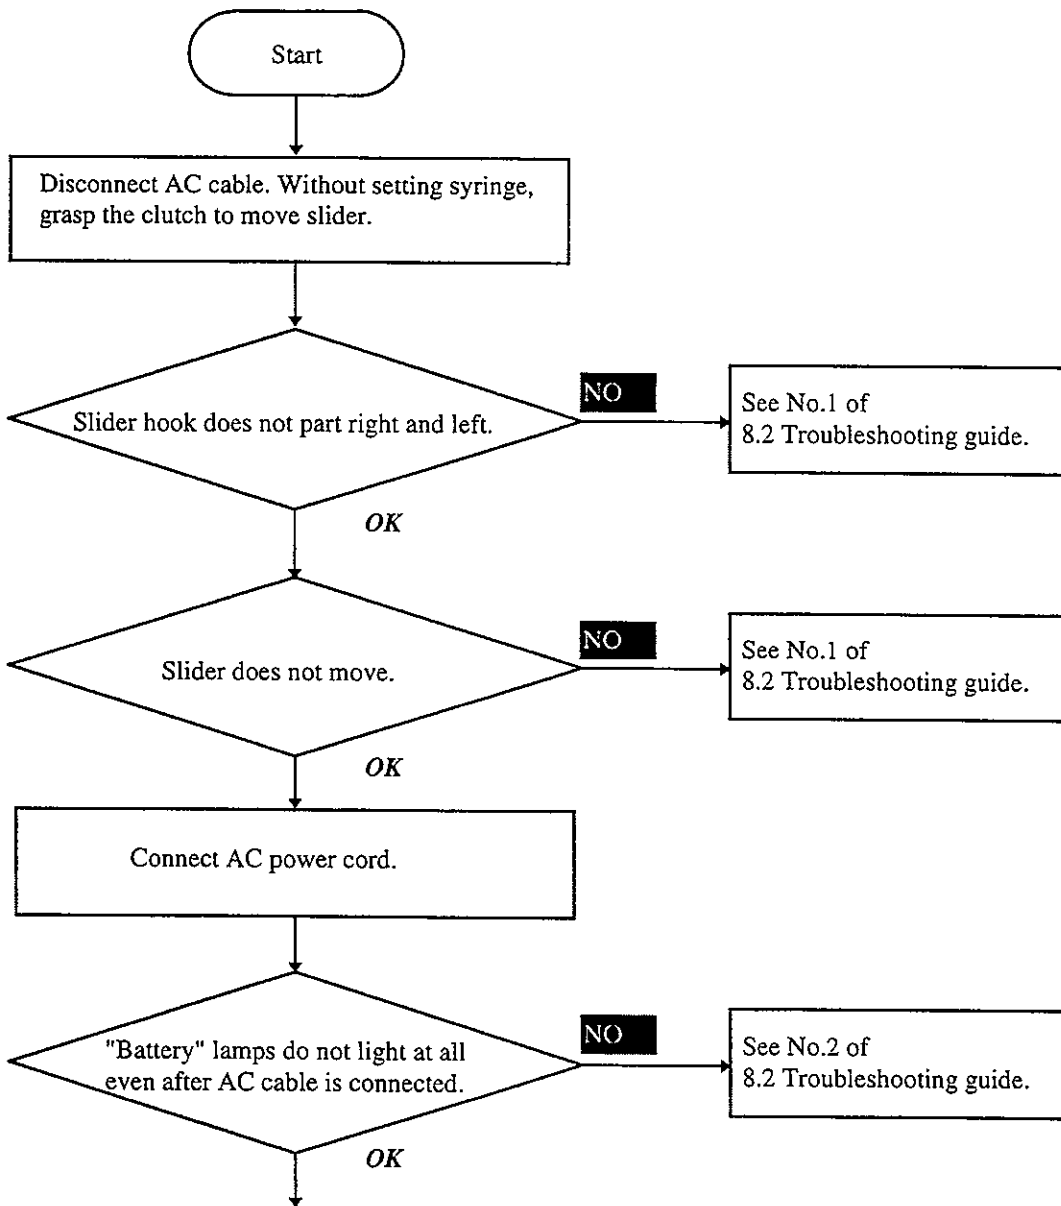 Start
Disconnect AC cable. Without setting syringe,
grasp the clutch to move slider.
Slider hook does not part right and left.
NO
See No.1 of
8.2 Troubleshooting guide.
OK
Slider does not move.
NO
See No.1 of
8.2 Troubleshooting guide.
OK
Connect AC power cord.
"Battery" lamps do not light at all
even after AC cable is connected.
NO
See No.2 of
8.2 Troubleshooting guide.
OK